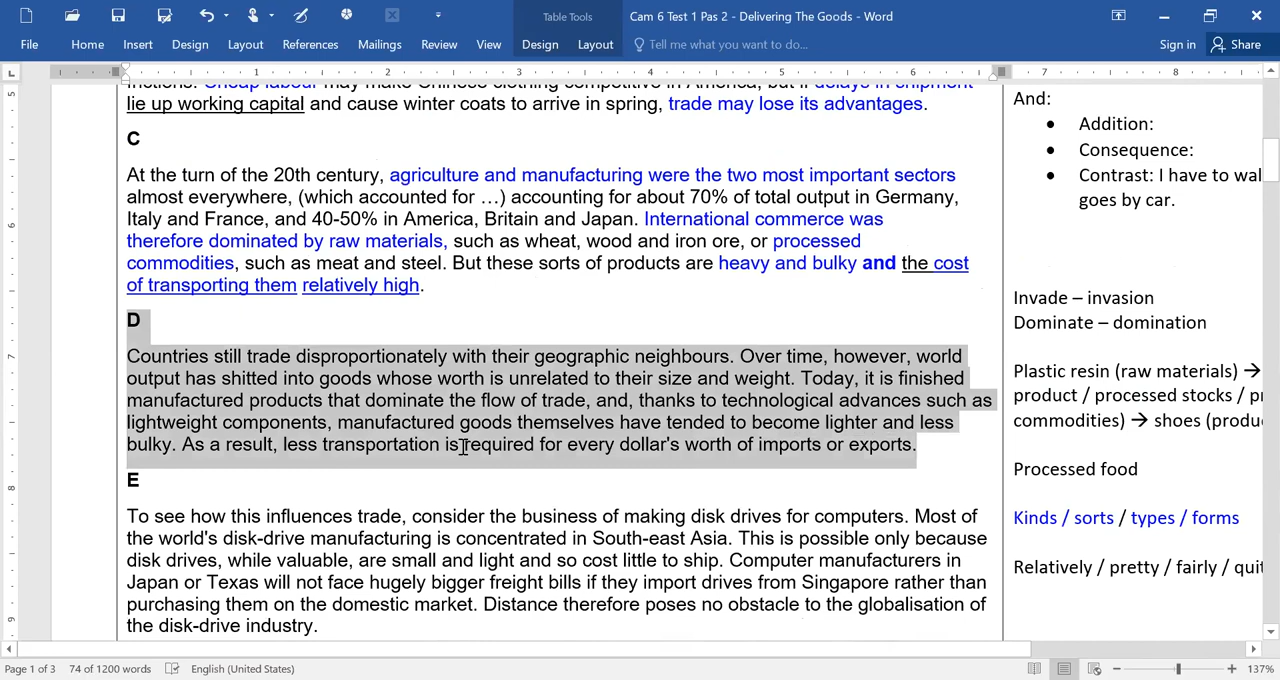 Table Tools
Cam 6 Test 1 Pas 2 - Delivering The Goods - Word
File Home Insert Design Layout References Mailings Review View Design Layout Tell me what you want to do... Sign in Share
1 2 3 4 5 6 7 8
lie up working capital and cause winter coats to arrive in spring, trade may lose its advantages.
C
At the turn of the 20th century, agriculture and manufacturing were the two most important sectors
almost everywhere, (which accounted for …) accounting for about 70% of total output in Germany,
Italy and France, and 40-50% in America, Britain and Japan. International commerce was
therefore dominated by raw materials, such as wheat, wood and iron ore, or processed
commodities, such as meat and steel. But these sorts of products are heavy and bulky and the cost
of transporting them relatively high.
D
Countries still trade disproportionately with their geographic neighbours. Over time, however, world
output has shitted into goods whose worth is unrelated to their size and weight. Today, it is finished
manufactured products that dominate the flow of trade, and, thanks to technological advances such as
lightweight components, manufactured goods themselves have tended to become lighter and less
bulky. As a result, less transportation is required for every dollar's worth of imports or exports.
E
To see how this influences trade, consider the business of making disk drives for computers. Most of
the world's disk-drive manufacturing is concentrated in South-east Asia. This is possible only because
disk drives, while valuable, are small and light and so cost little to ship. Computer manufacturers in
Japan or Texas will not face hugely bigger freight bills if they import drives from Singapore rather than
purchasing them on the domestic market. Distance therefore poses no obstacle to the globalisation of
the disk-drive industry.
And:
• Addition:
• Consequence:
• Contrast: I have to wal
goes by car.
Invade – invasion
Dominate – domination
Plastic resin (raw materials) →
product / processed stocks / p
commodities) → shoes (produ
Processed food
Kinds / sorts / types / forms
Relatively / pretty / fairly / quit
5
6
7
8
9
Page 1 of 3 74 of 1200 words English (United States) 137%